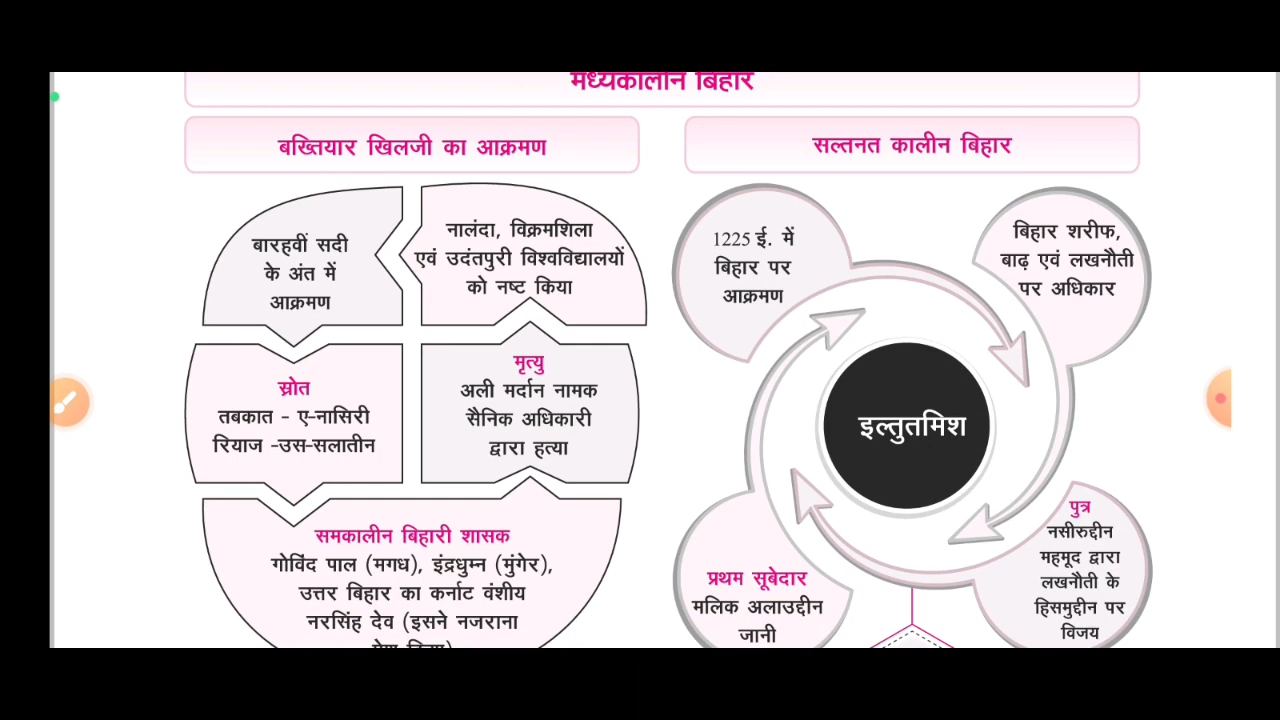 मध्यकालीन बिहार
बख्तियार खिलजी का आक्रमण
बारहवीं सदी
के अंत में
आक्रमण
नालंदा, विक्रमशिला
एवं उदंतपुरी विश्वविद्यालयों
को नष्ट किया
स्रोत
तबकात - ए-नासिरी
रियाज -उस-सलातीन
मृत्यु
अली मर्दान नामक
सैनिक अधिकारी
द्वारा हत्या
समकालीन बिहारी शासक
गोविंद पाल (मगध), इंद्रधुम्न (मुंगेर),
उत्तर बिहार का कर्नाट वंशीय
नरसिंह देव (इसने नजराना
सल्तनत कालीन बिहार
1225 ई. में
बिहार पर
आक्रमण
बिहार शरीफ,
बाढ़ एवं लखनौती
पर अधिकार
इल्तुतमिश
प्रथम सूबेदार
मलिक अलाउद्दीन
जानी
पुत्र
नसीरुद्दीन
महमूद द्वारा
लखनौती के
हिसमुद्दीन पर
विजय